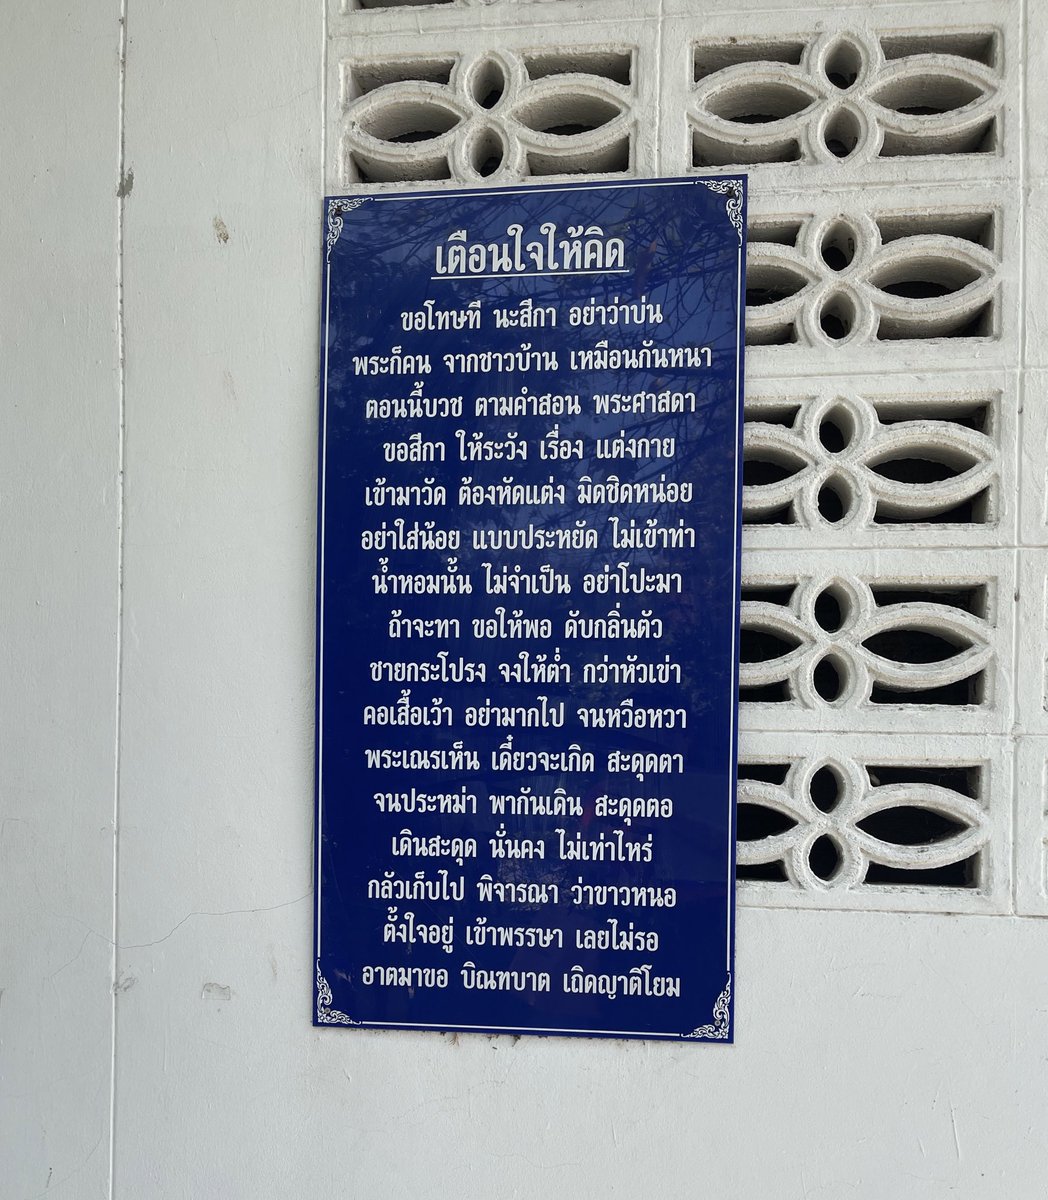 เตือนใจให้คิด
ขอโทษที นะสีกา อย่าว่าบ่น
พระก็คน จากชาวบ้าน เหมือนกันหนา
ตอนนี้บวช ตามคำสอน พระศาสดา
ขอสีกา ให้ระวัง เรื่อง แต่งกาย
เข้ามาวัด ต้องหัดแต่ง มิดชิดหน่อย
อย่าใส่น้อย แบบประหยัด ไม่เข้าท่า
น้ำหอมนั้น ไม่จำเป็น อย่าโปะมา
ถ้าจะทา ขอให้พอ ดับกลิ่นตัว
ชายกระโปรง จงให้ต่ำ กว่าหัวเข่า
คอเสื้อเว้า อย่ามากไป จนหวือหวา
พระเณรเห็น เดี๋ยวจะเกิด สะดุดตา
จนประหม่า พากันเดิน สะดุดตอ
เดินสะดุด นั่นคง ไม่เท่าไหร่
กลัวเก็บไป พิจารณา ว่าขาวหนอ
ตั้งใจอยู่ เข้าพรรษา เลยไม่รอ
อาตมาขอ บิณฑบาต เถิดญาติโยม